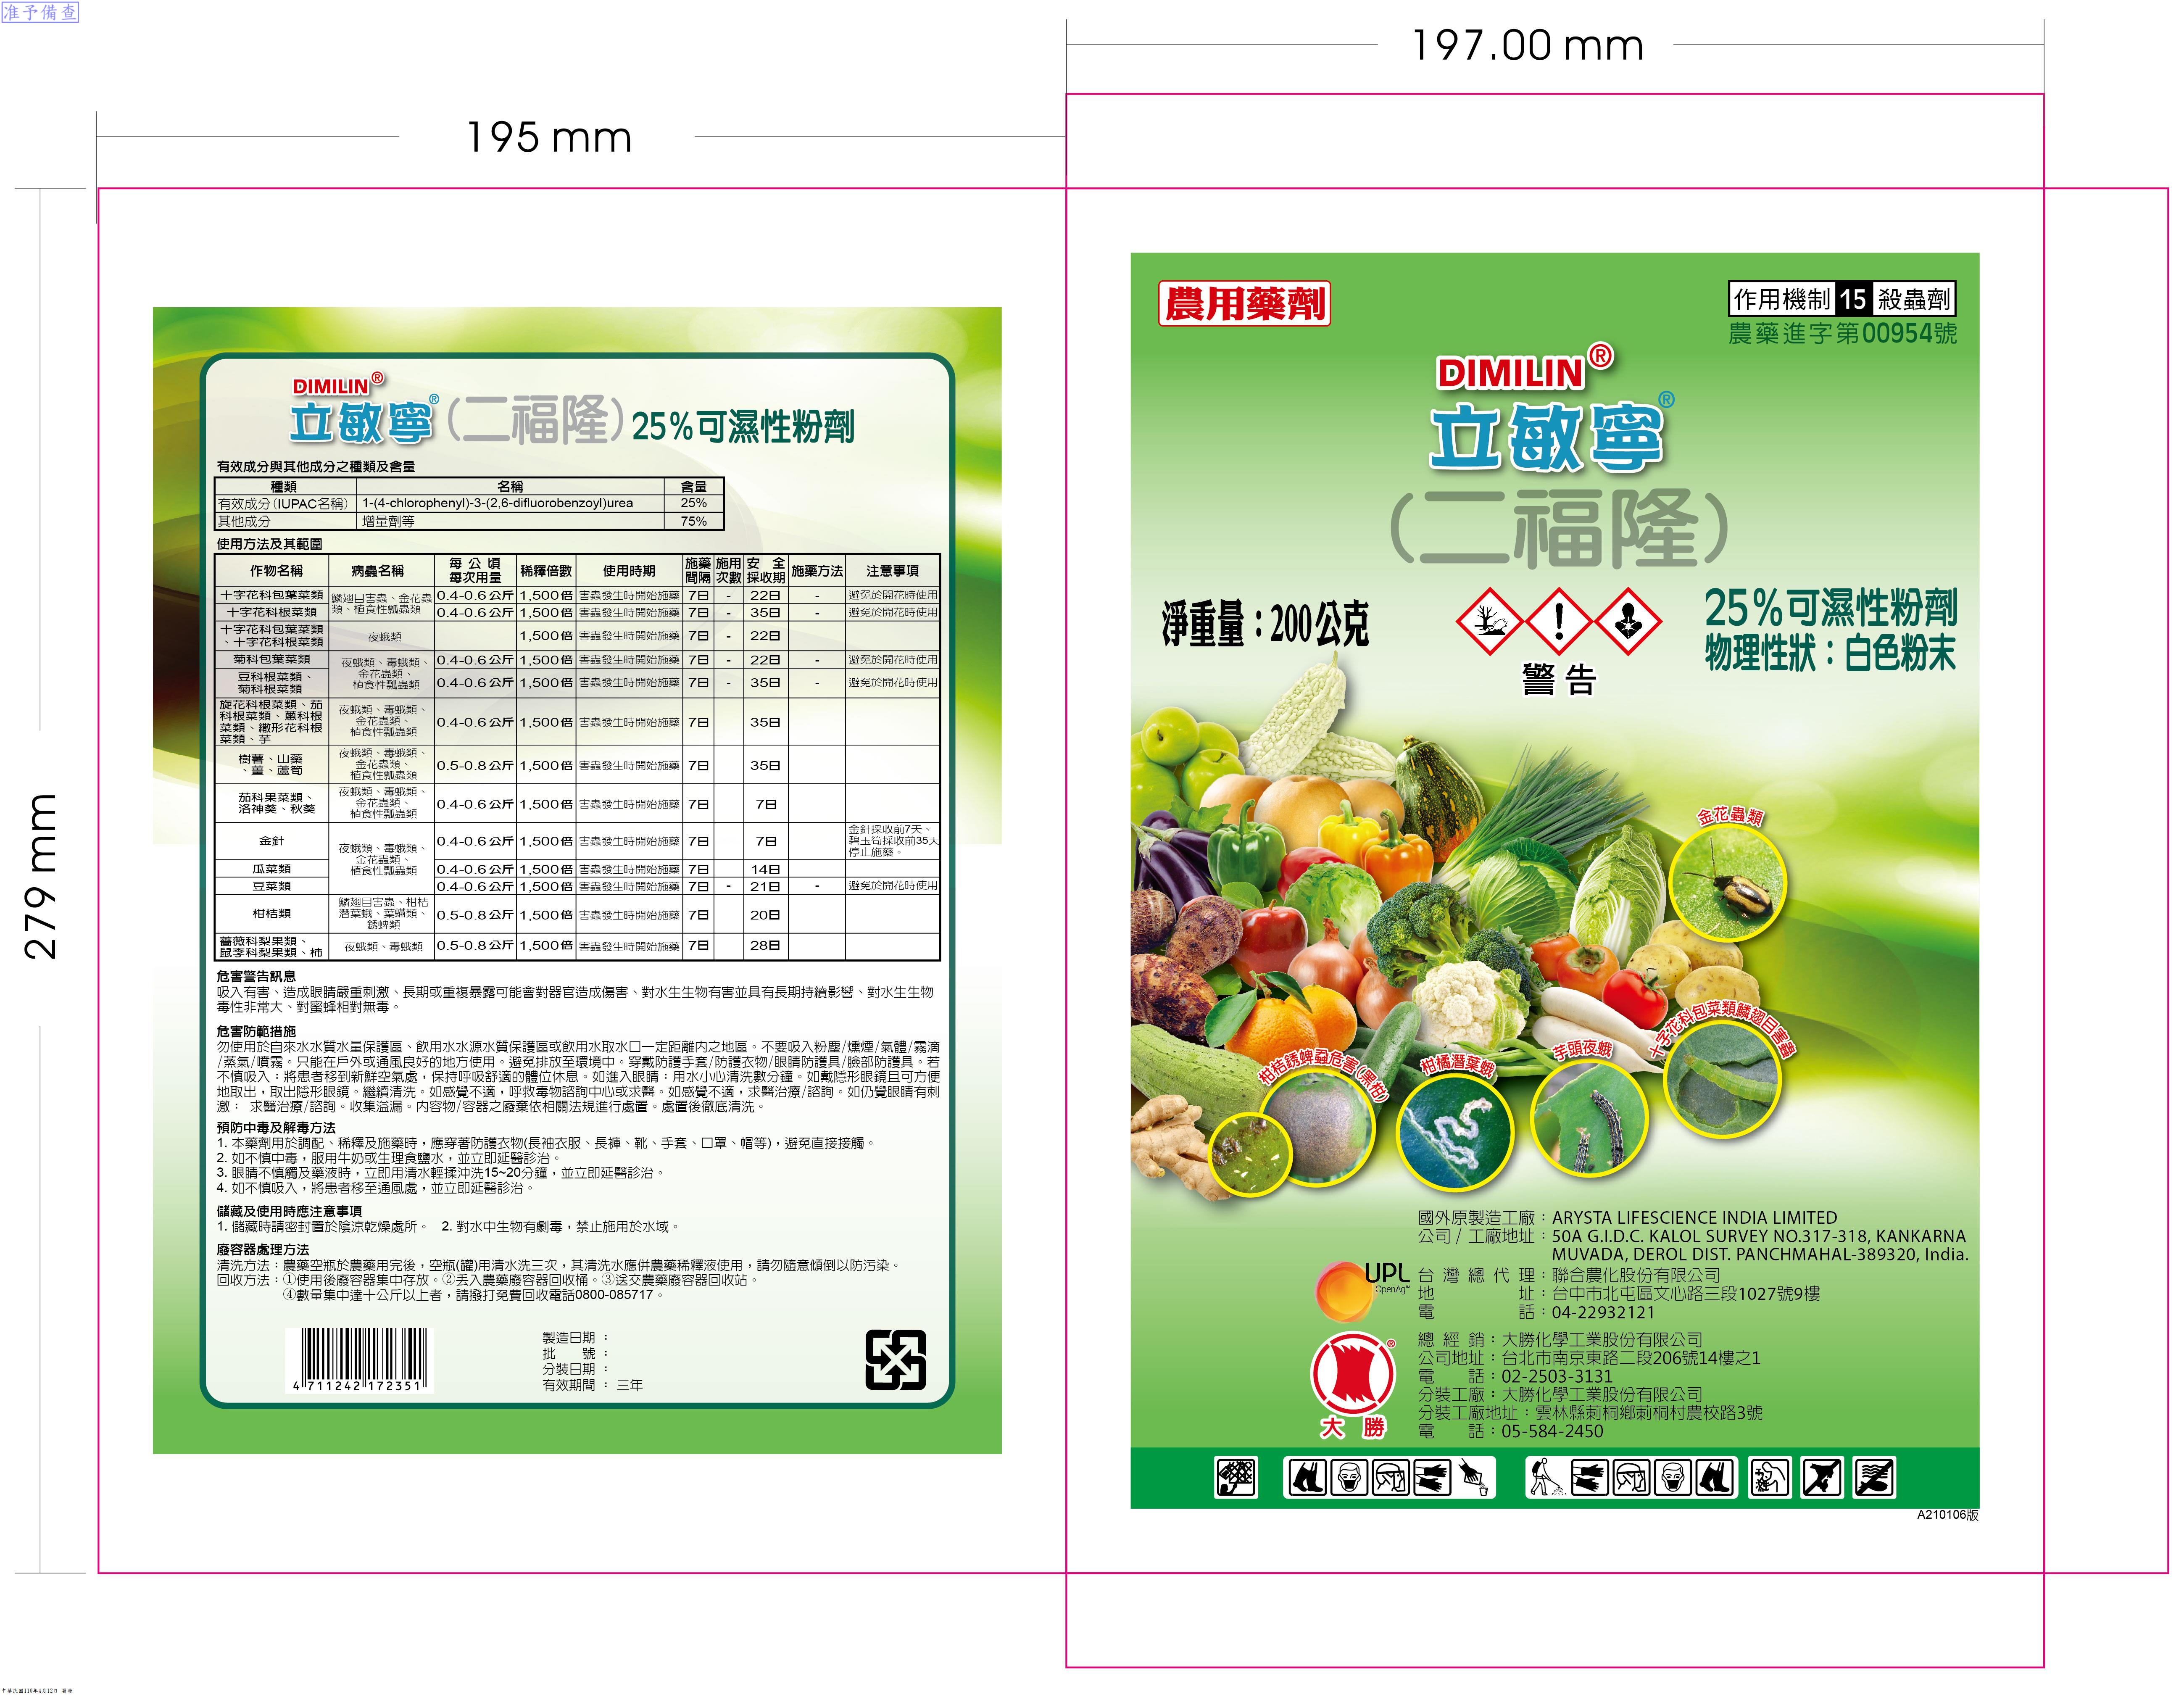 准予備查
197.00 mm
195 mm
279 mm
DIMILIN®
立敏寧®(二福隆)25%可濕性粉劑
有效成分與其他成分之種類及含量
種類 名稱 含量
有效成分(IUPAC名稱) 1-(4-chlorophenyl)-3-(2,6-difluorobenzoyl)urea 25%
其他成分 增量劑等 75%
使用方法及其範圍
作物名稱 病蟲名稱 每公頃每次用量 稀釋倍數 使用時期 施藥間隔 施用次數 安全採收期 施藥方法 注意事項
十字花科包葉菜類 鱗翅目害蟲、金花蟲類、植食性瓢蟲類 0.4-0.6公斤 1,500倍 害蟲發生時開始施藥 7日 - 22日 - 避免於開花時使用
十字花科根菜類 0.4-0.6公斤 1,500倍 害蟲發生時開始施藥 7日 - 35日 - 避免於開花時使用
十字花科包葉菜類、十字花科根菜類 夜蛾類 1,500倍 害蟲發生時開始施藥 7日 - 22日
菊科包葉菜類 夜蛾類、毒蛾類、金花蟲類、植食性瓢蟲類 0.4-0.6公斤 1,500倍 害蟲發生時開始施藥 7日 - 22日 - 避免於開花時使用
豆科根菜類、菊科根菜類 0.4-0.6公斤 1,500倍 害蟲發生時開始施藥 7日 - 35日 - 避免於開花時使用
旋花科根菜類、茄科根菜類、蔥科根菜類、繖形花科根菜類、芋 夜蛾類、毒蛾類、金花蟲類、植食性瓢蟲類 0.4-0.6公斤 1,500倍 害蟲發生時開始施藥 7日 35日
樹薯、山藥、薑、蘆筍 夜蛾類、毒蛾類、金花蟲類、植食性瓢蟲類 0.5-0.8公斤 1,500倍 害蟲發生時開始施藥 7日 35日
茄科果菜類、洛神葵、秋葵 夜蛾類、毒蛾類、金花蟲類、植食性瓢蟲類 0.4-0.6公斤 1,500倍 害蟲發生時開始施藥 7日 7日
金針 夜蛾類、毒蛾類、金花蟲類、植食性瓢蟲類 0.4-0.6公斤 1,500倍 害蟲發生時開始施藥 7日 7日 金針採收前7天、碧玉筍採收前35天停止施藥。
瓜菜類 0.4-0.6公斤 1,500倍 害蟲發生時開始施藥 7日 14日
豆菜類 0.4-0.6公斤 1,500倍 害蟲發生時開始施藥 7日 - 21日 - 避免於開花時使用
柑桔類 鱗翅目害蟲、柑桔潛葉蛾、葉蟎類、銹蜱類 0.5-0.8公斤 1,500倍 害蟲發生時開始施藥 7日 20日
薔薇科梨果類、鼠李科梨果類、柿 夜蛾類、毒蛾類 0.5-0.8公斤 1,500倍 害蟲發生時開始施藥 7日 28日
危害警告訊息
吸入有害、造成眼睛嚴重刺激、長期或重複暴露可能會對器官造成傷害、對水生生物有害並具有長期持續影響、對水生生物
毒性非常大、對蜜蜂相對無毒。
危害防範措施
勿使用於自來水水質水量保護區、飲用水水源水質保護區或飲用水取水口一定距離內之地區。不要吸入粉塵/燻煙/氣體/霧滴
/蒸氣/噴霧。只能在戶外或通風良好的地方使用。避免排放至環境中。穿戴防護手套/防護衣物/眼睛防護具/臉部防護具。若
不慎吸入：將患者移到新鮮空氣處，保持呼吸舒適的體位休息。如進入眼睛：用水小心清洗數分鐘。如戴隱形眼鏡且可方便
地取出，取出隱形眼鏡。繼續清洗。如感覺不適，呼救毒物諮詢中心或求醫。如感覺不適，求醫治療/諮詢。如仍覺眼睛有刺
激： 求醫治療/諮詢。收集溢漏。內容物/容器之廢棄依相關法規進行處置。處置後徹底清洗。
預防中毒及解毒方法
1. 本藥劑用於調配、稀釋及施藥時，應穿著防護衣物(長袖衣服、長褲、靴、手套、口罩、帽等)，避免直接接觸。
2. 如不慎中毒，服用牛奶或生理食鹽水，並立即延醫診治。
3. 眼睛不慎觸及藥液時，立即用清水輕揉沖洗15~20分鐘，並立即延醫診治。
4. 如不慎吸入，將患者移至通風處，並立即延醫診治。
儲藏及使用時應注意事項
1. 儲藏時請密封置於陰涼乾燥處所。 2. 對水中生物有劇毒，禁止施用於水域。
廢容器處理方法
清洗方法：農藥空瓶於農藥用完後，空瓶(罐)用清水洗三次，其清洗水應併農藥稀釋液使用，請勿隨意傾倒以防污染。
回收方法：①使用後廢容器集中存放。②丟入農藥廢容器回收桶。③送交農藥廢容器回收站。
④數量集中達十公斤以上者，請撥打免費回收電話0800-085717。
4 711242 172351
製造日期：
批　　號：
分裝日期：
有效期間：三年
農用藥劑
作用機制 15 殺蟲劑
農藥進字第00954號
DIMILIN®
立敏寧®
(二福隆)
淨重量：200公克
警告
25%可濕性粉劑
物理性狀：白色粉末
金花蟲類
十字花科包菜類鱗翅目害蟲
芋頭夜蛾
柑橘潛葉蛾
柑桔銹蜱蝨危害(黑柑)
國外原製造工廠：ARYSTA LIFESCIENCE INDIA LIMITED
公司/工廠地址：50A G.I.D.C. KALOL SURVEY NO.317-318, KANKARNA
MUVADA, DEROL DIST. PANCHMAHAL-389320, India.
UPL
OpenAg™
台灣總代理：聯合農化股份有限公司
地　　　址：台中市北屯區文心路三段1027號9樓
電　　　話：04-22932121
總經銷：大勝化學工業股份有限公司
公司地址：台北市南京東路二段206號14樓之1
電　　話：02-2503-3131
分裝工廠：大勝化學工業股份有限公司
分裝工廠地址：雲林縣莿桐鄉莿桐村農校路3號
電　　話：05-584-2450
®
大勝
A210106版